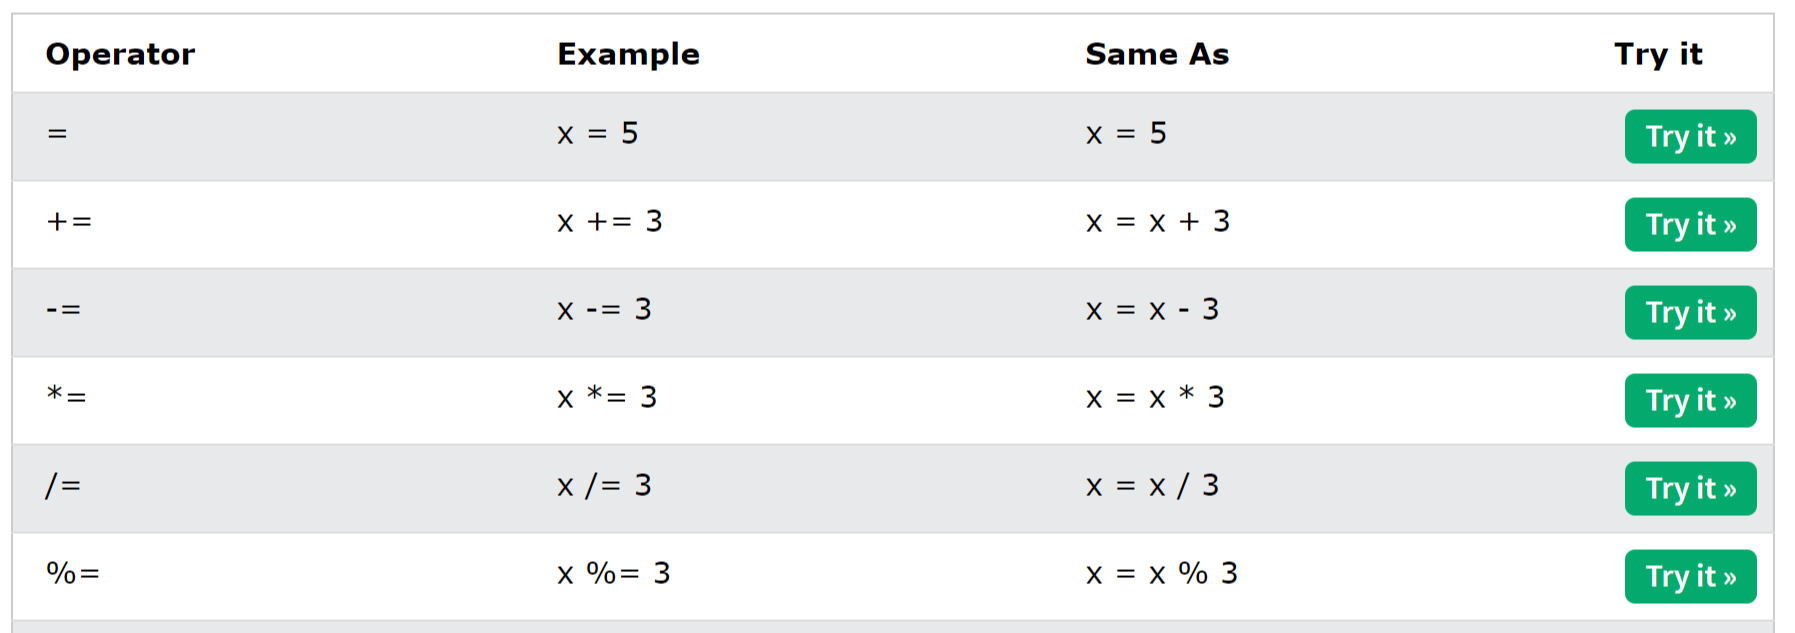 Operator Example Same As Try it
= x = 5 x = 5 Try it »
+= x += 3 x = x + 3 Try it »
-= x -= 3 x = x - 3 Try it »
*= x *= 3 x = x * 3 Try it »
/= x /= 3 x = x / 3 Try it »
%= x %= 3 x = x % 3 Try it »